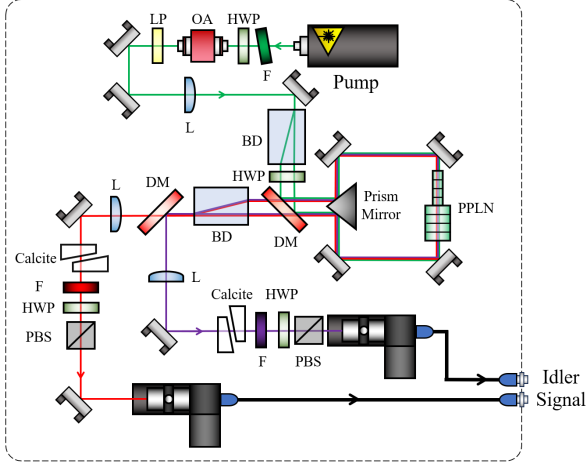 LP
OA
HWP
F
Pump
L
BD
HWP
L
DM
BD
DM
Prism
Mirror
PPLN
Calcite
F
HWP
PBS
L
Calcite
HWP
F
PBS
Idler
Signal